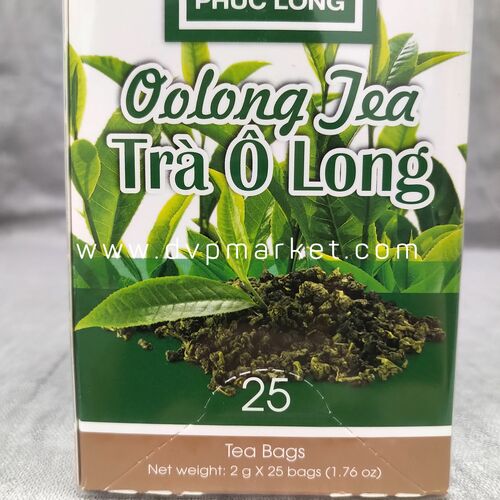 PHUC LONG
Oolong Tea
Trà Ô Long
www.dvpmarket.com
25
Tea Bags
Net weight: 2 g X 25 bags (1.76 oz)